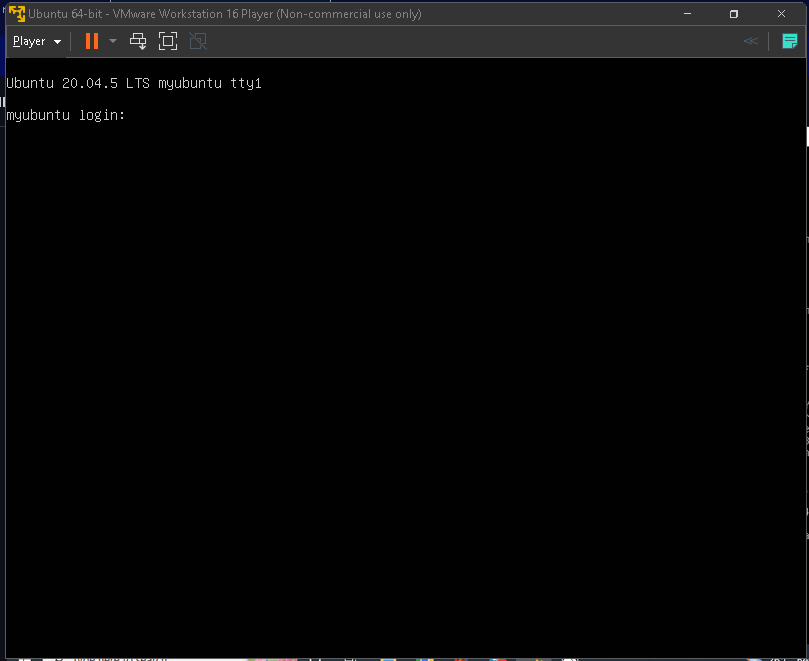 Ubuntu 64-bit - VMware Workstation 16 Player (Non-commercial use only)
Player
Ubuntu 20.04.5 LTS myubuntu tty1
myubuntu login: